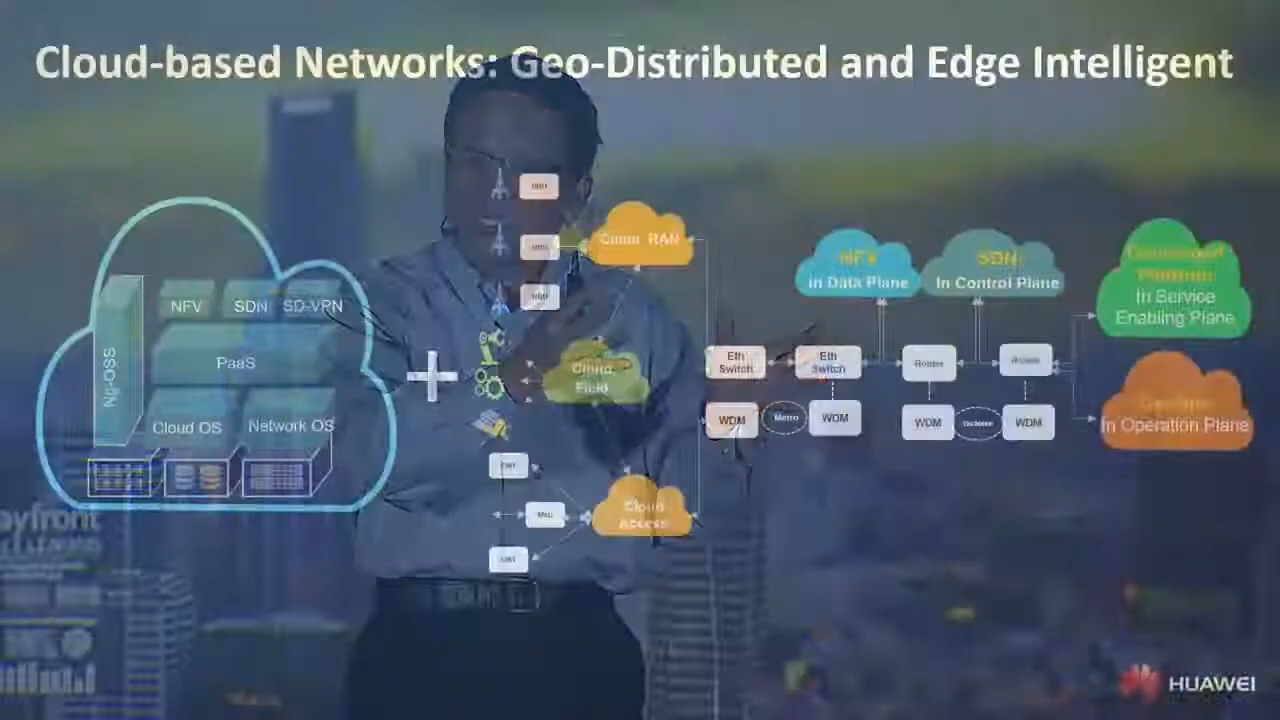 Cloud-based Networks: Geo-Distributed and Edge Intelligent
Ng-OSS
NFV
SDN
SD-VPN
PaaS
Cloud OS
Network OS
Cloud RAN
Cloud
Access
Eth
Switch
Eth
Switch
WDM
Metro
WDM
Router
Router
WDM
WDM
NFV
In Data Plane
SDN
In Control Plane
In Service
Enabling Plane
In Operation Plane
ayfront
HUAWEI